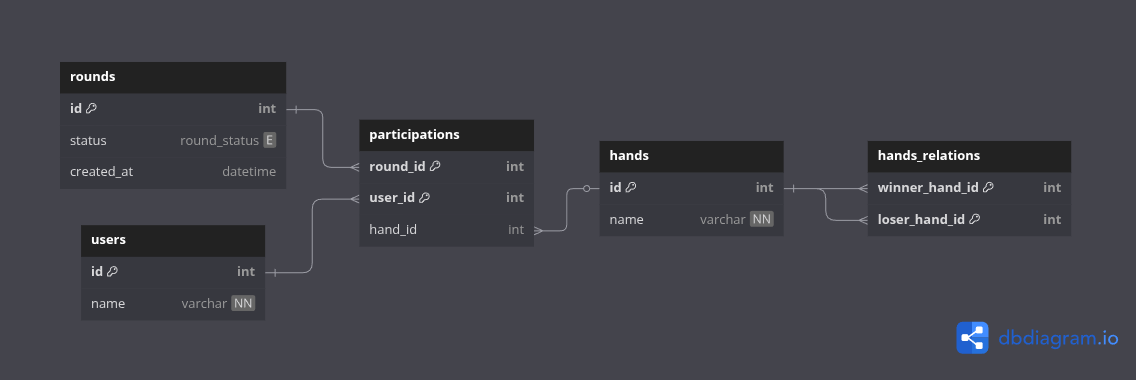 rounds
id int
status round_status E
created_at datetime
users
id int
name varchar NN
participations
round_id int
user_id int
hand_id int
hands
id int
name varchar NN
hands_relations
winner_hand_id int
loser_hand_id int
dbdiagram.io